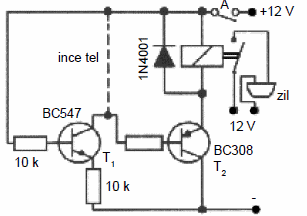 A
+12 V
ince tel
1N4001
zil
BC547
12 V
BC308
10 k
T1
T2
10 k
-